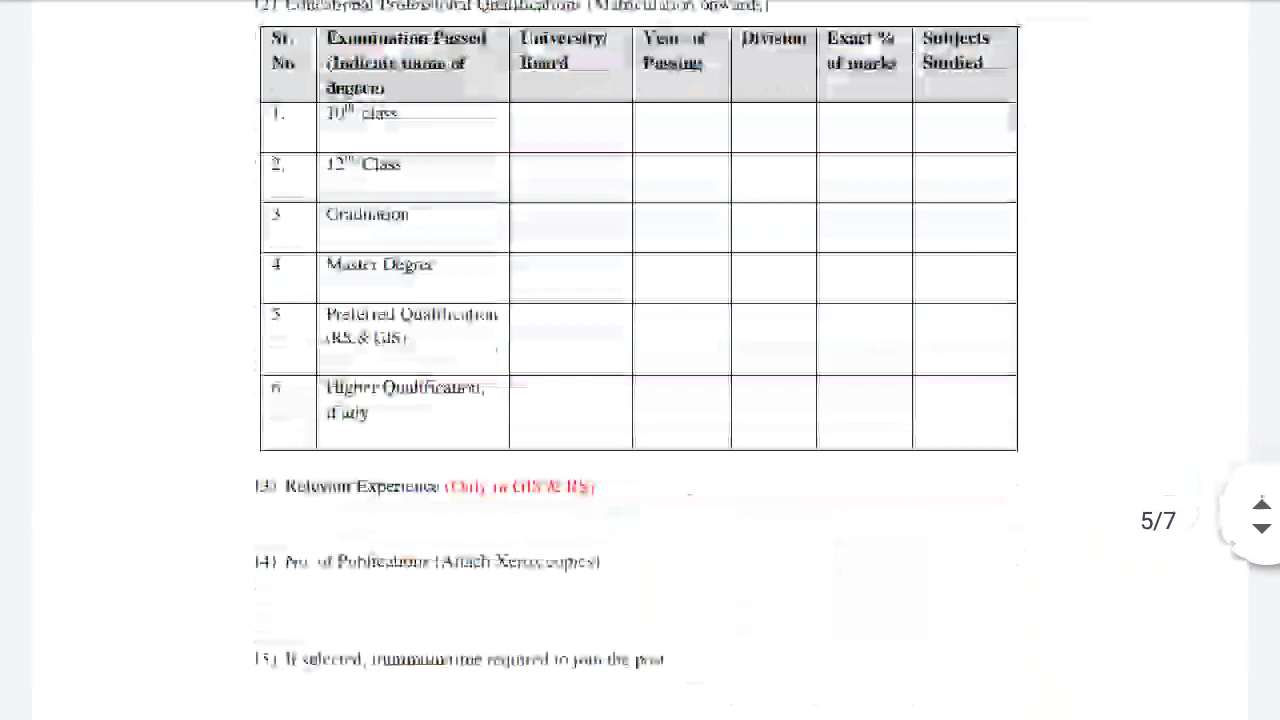 12) Educational/Professional Qualifications (Matriculation onwards)
Sr. No
Examination Passed (Indicate name of degree)
University/ Board
Year of Passing
Division
Exact % of marks
Subjects Studied
1. 10th class
2. 12th Class
3 Graduation
4 Master Degree
5 Preferred Qualification (RS & GIS)
6 Higher Qualification, if any
13) Relevant Experience (Only in GIS & RS)
5/7
14) No. of Publications (Attach Xerox copies)
15) If selected, minimum time required to join the post